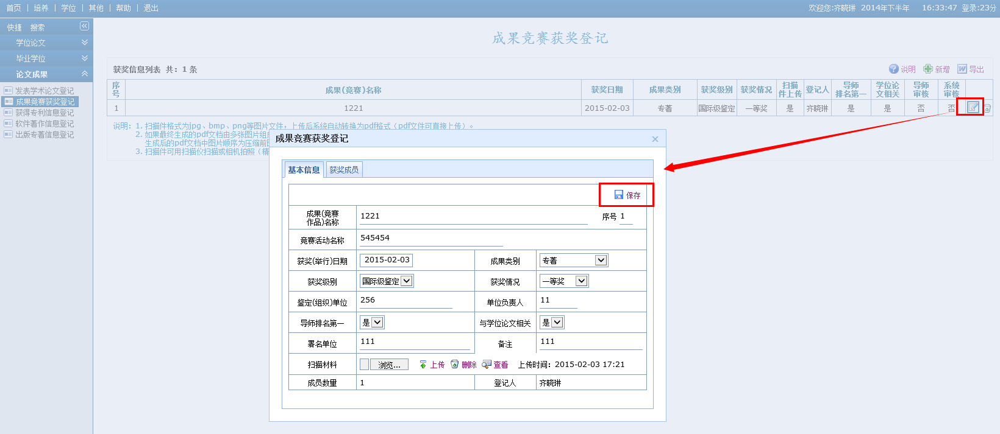 首页 | 培养 | 学位 | 其他 | 帮助 | 退出
欢迎您:齐晓琳 2014年下半年 16:33:47 登录:23分
快捷 搜索
学位论文
毕业学位
论文成果
发表学术论文登记
成果竞赛获奖登记
获得专利信息登记
软件著作信息登记
出版专著信息登记
成果竞赛获奖登记
获奖信息列表 共：1 条
说明 新增 导出
序号 成果(竞赛)名称 获奖日期 成果类别 获奖级别 获奖情况 扫描件上传 登记人 导师排名第一 学位论文相关 导师审核 系统审核
1 1221 2015-02-03 专著 国际级鉴定 一等奖 是 齐晓琳 是 是 否 否
说明：1. 扫描件格式为jpg、bmp、png等图片文件，上传后系统自动转换为pdf格式（pdf文件可直接上传）。
2. 如果最终生成的pdf文档由多张图片组
生成后的pdf文档中图片顺序为压缩前
3. 扫描件可用扫描仪扫描或相机拍照（精
成果竞赛获奖登记
基本信息 获奖成员
保存
成果(竞赛作品)名称 1221 序号 1
竞赛活动名称 545454
获奖(举行)日期 2015-02-03 成果类别 专著
获奖级别 国际级鉴定 获奖情况 一等奖
鉴定(组织)单位 256 单位负责人 11
导师排名第一 是 与学位论文相关 是
署名单位 111 备注 111
扫描材料 浏览... 上传 删除 查看 上传时间：2015-02-03 17:21
成员数量 1 登记人 齐晓琳